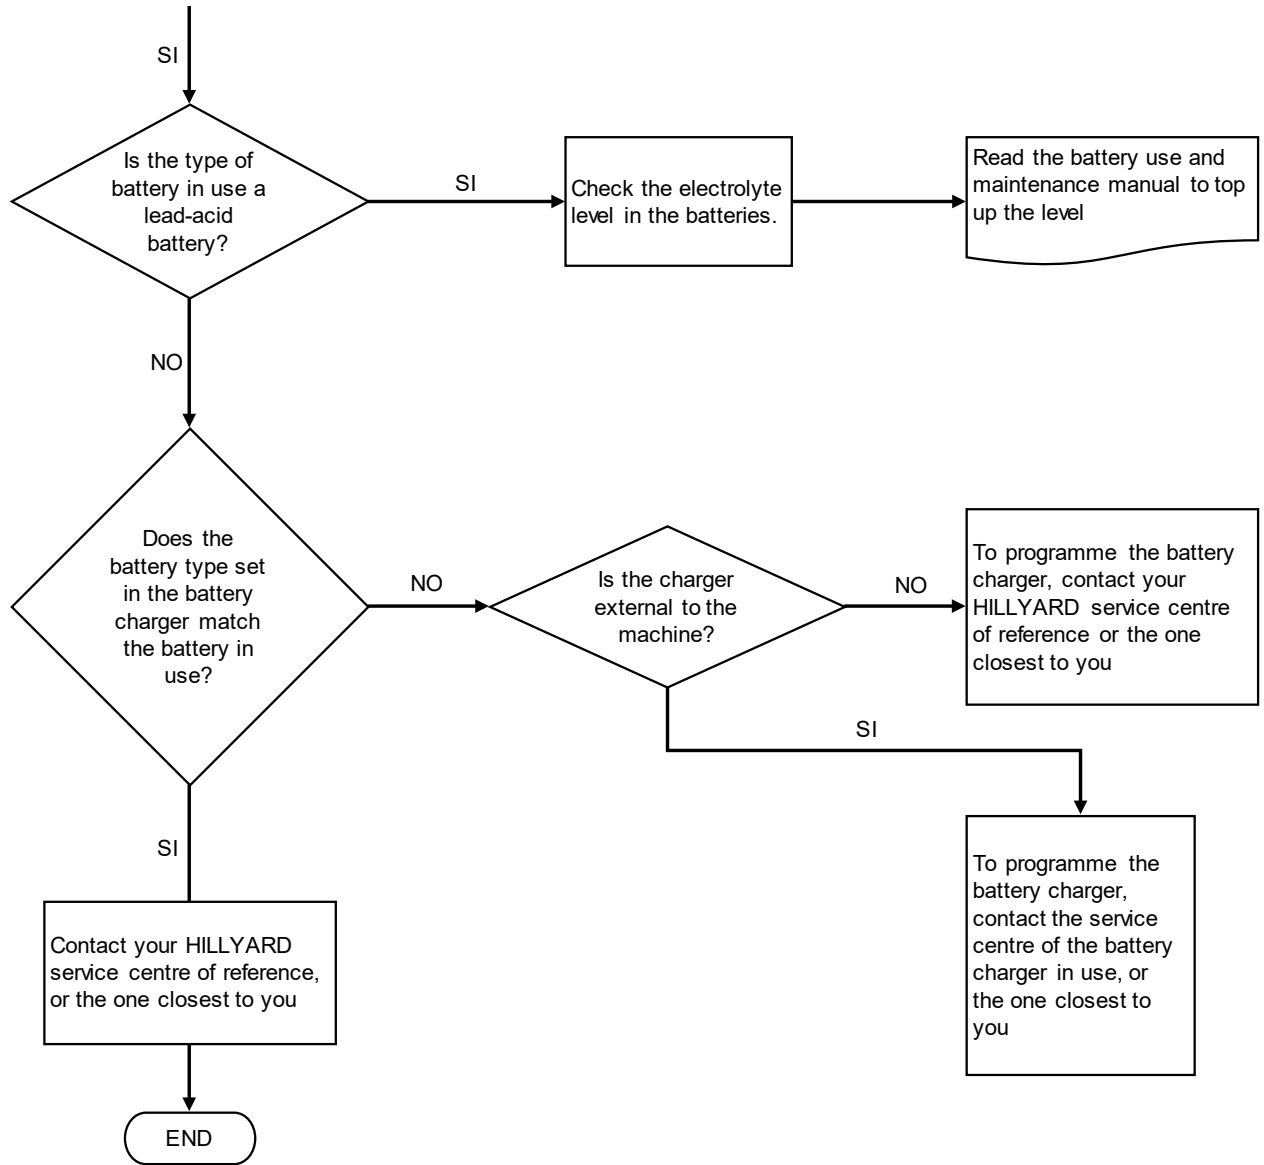 SI
Is the type of
battery in use a
lead-acid
battery?
SI
Check the electrolyte
level in the batteries.
Read the battery use and
maintenance manual to top
up the level
NO
Does the
battery type set
in the battery
charger match
the battery in
use?
NO
Is the charger
external to the
machine?
NO
To programme the battery
charger, contact your
HILLYARD service centre
of reference or the one
closest to you
SI
To programme the
battery charger,
contact the service
centre of the battery
charger in use, or
the one closest to
you
SI
Contact your HILLYARD
service centre of reference,
or the one closest to you
END